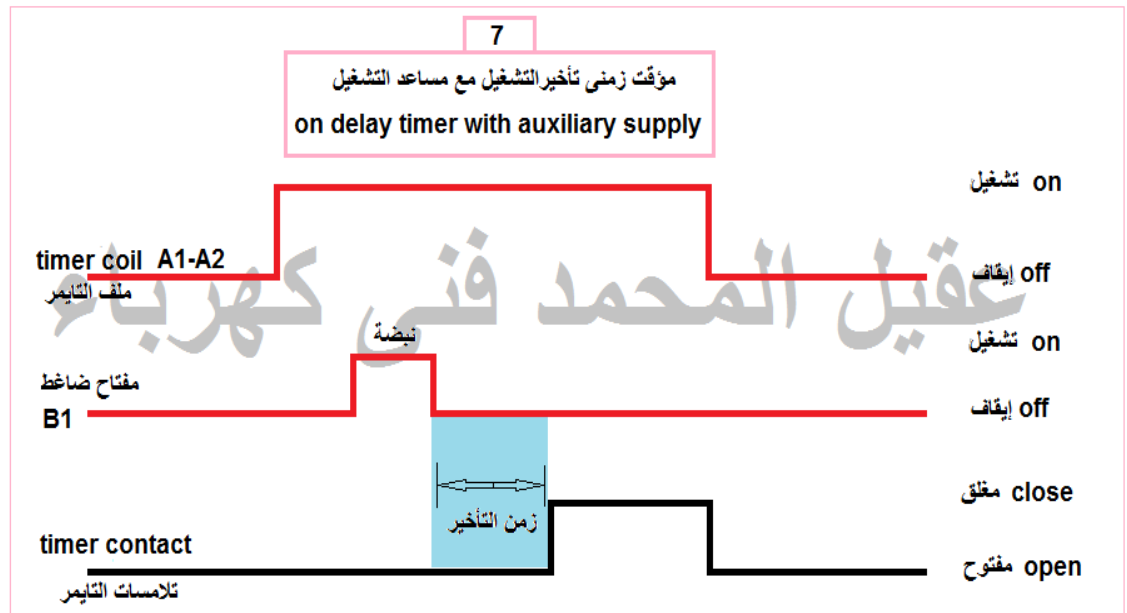 7
مؤقت زمنى تأخيرالتشغيل مع مساعد التشغيل
on delay timer with auxiliary supply
on تشغيل
timer coil A1-A2
ملف التايمر
off إيقاف
عقيل المحمد فنى كهرباء
نبضة
on تشغيل
مفتاح ضاغط
B1
off إيقاف
زمن التأخير
close مغلق
timer contact
تلامسات التايمر
open مفتوح